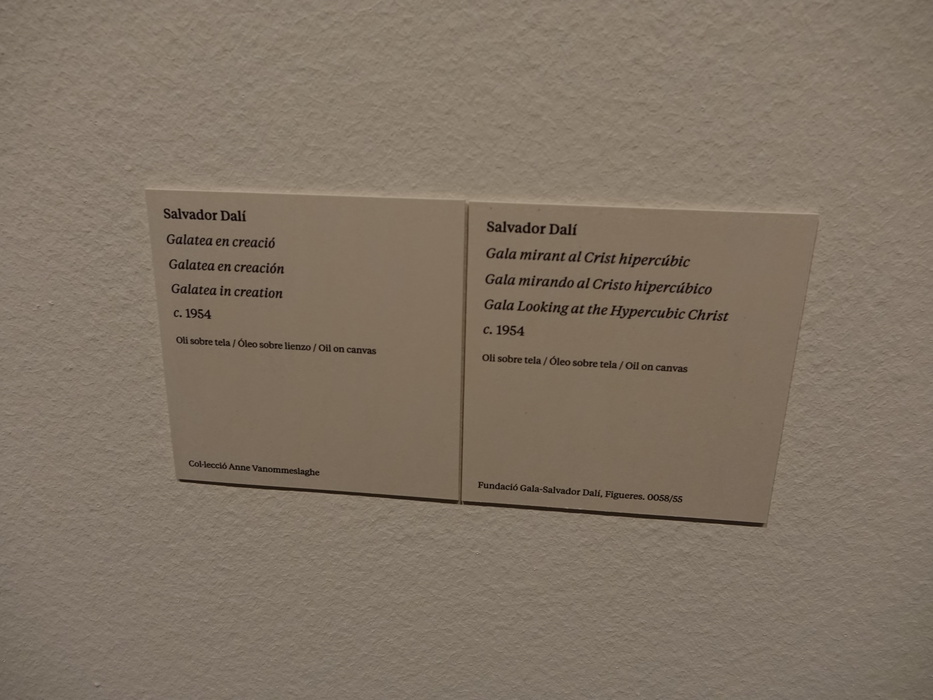 Salvador Dalí
Galatea en creació
Galatea en creación
Galatea in creation
c. 1954
Oli sobre tela / Óleo sobre lienzo / Oil on canvas
Col·lecció Anne Vanommeslaghe
Salvador Dalí
Gala mirant al Crist hipercúbic
Gala mirando al Cristo hipercúbico
Gala Looking at the Hypercubic Christ
c. 1954
Oli sobre tela / Óleo sobre tela / Oil on canvas
Fundació Gala-Salvador Dalí, Figueres. 0058/55